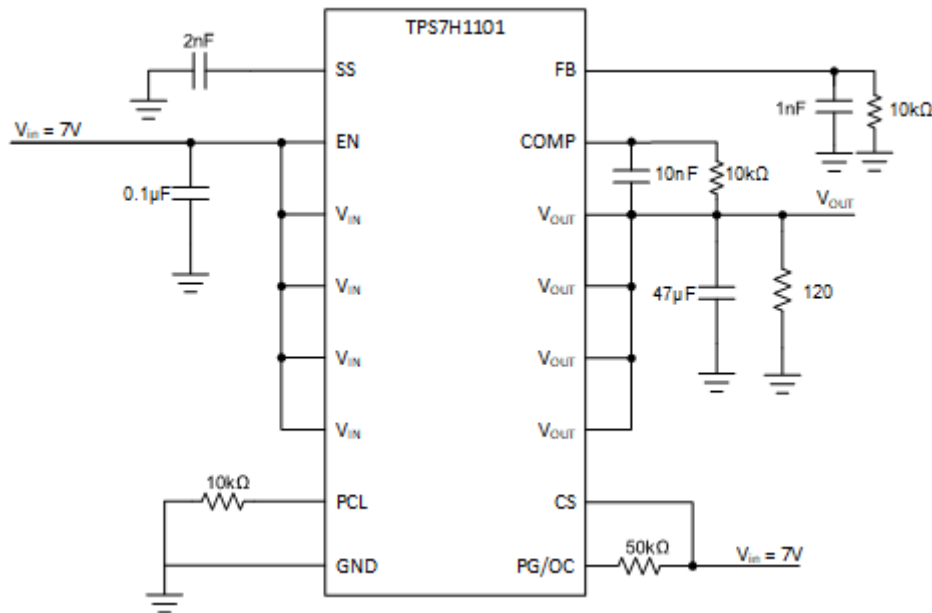 TPS7H1101
2nF
SS
FB
1nF
10kΩ
Vin = 7V
EN
COMP
0.1µF
10nF
10kΩ
VIN
VOUT
VOUT
VIN
VOUT
47µF
120
VIN
VOUT
VIN
VOUT
10kΩ
PCL
CS
GND
PG/OC
50kΩ
Vin = 7V